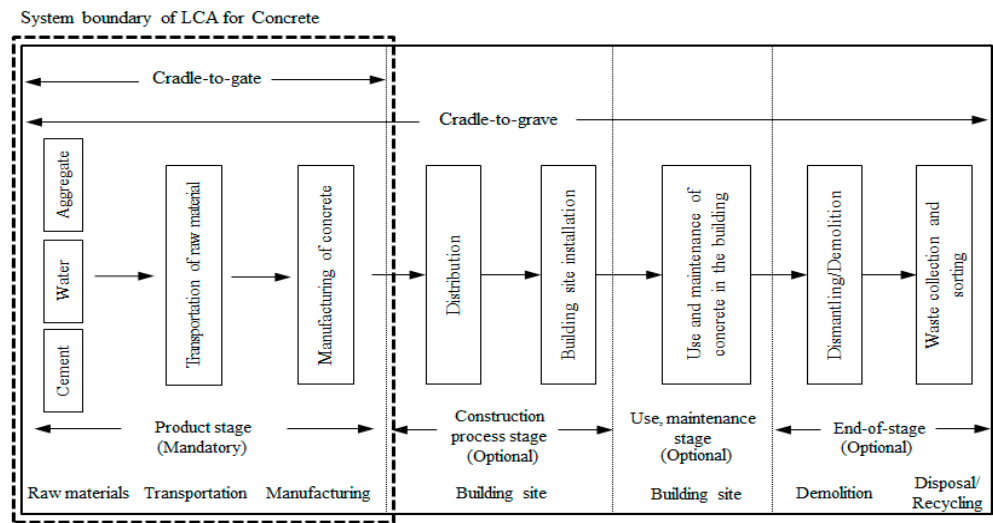 System boundary of LCA for Concrete
Cradle-to-gate
Cradle-to-grave
Aggregate
Water
Cement
Transportation of raw material
Manufacturing of concrete
Distribution
Building site installation
Use and maintenance of
concrete in the building
Dismantling/Demolition
Waste collection and
sorting
Product stage
(Mandatory)
Construction
process stage
(Optional)
Use, maintenance
stage
(Optional)
End-of-stage
(Optional)
Raw materials
Transportation
Manufacturing
Building site
Building site
Demolition
Disposal/
Recycling